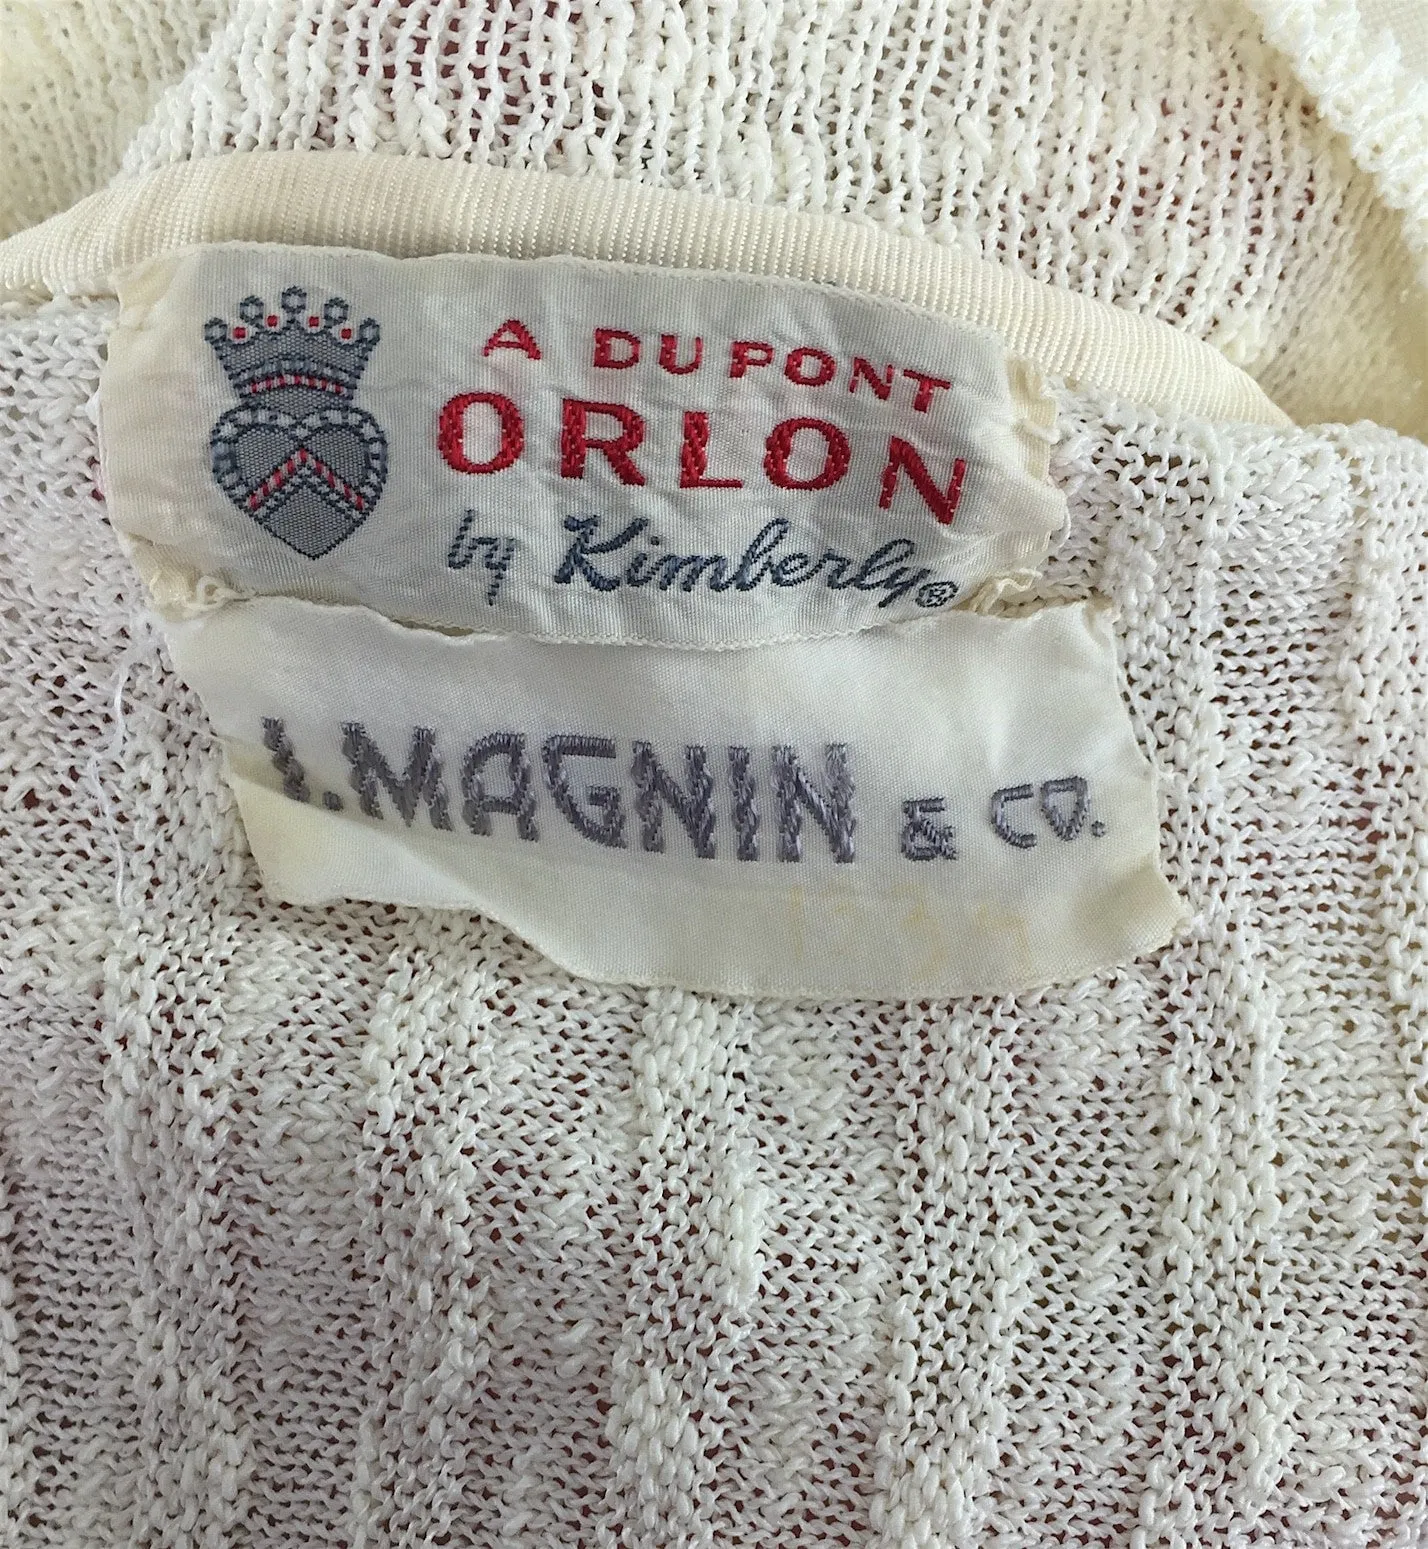 A DUPONT
ORLON
by Kimberly®
I. MAGNIN & CO.